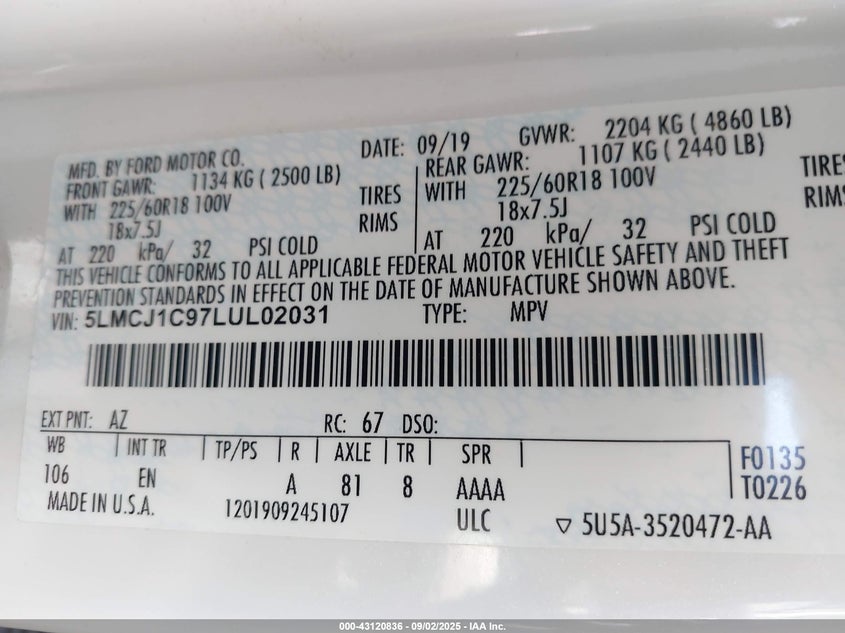 MFD. BY FORD MOTOR CO. DATE: 09/19 GVWR: 2204 KG ( 4860 LB)
FRONT GAWR: 1134 KG ( 2500 LB) REAR GAWR: 1107 KG ( 2440 LB)
WITH 225/60R18 100V TIRES WITH 225/60R18 100V TIRES
18x7.5J RIMS 18x7.5J RIMS
AT 220 kPa/ 32 PSI COLD AT 220 kPa/ 32 PSI COLD
THIS VEHICLE CONFORMS TO ALL APPLICABLE FEDERAL MOTOR VEHICLE SAFETY AND THEFT
PREVENTION STANDARDS IN EFFECT ON THE DATE OF MANUFACTURE SHOWN ABOVE.
VIN: 5LMCJ1C97LUL02031 TYPE: MPV
EXT PNT: AZ RC: 67 DSO:
WB INT TR TP/PS R AXLE TR SPR F0135
106 EN A 81 8 AAAA T0226
MADE IN U.S.A. 1201909245107 ULC ▽ 5U5A-3520472-AA
000-43120836 - 09/02/2025 - IAA Inc.